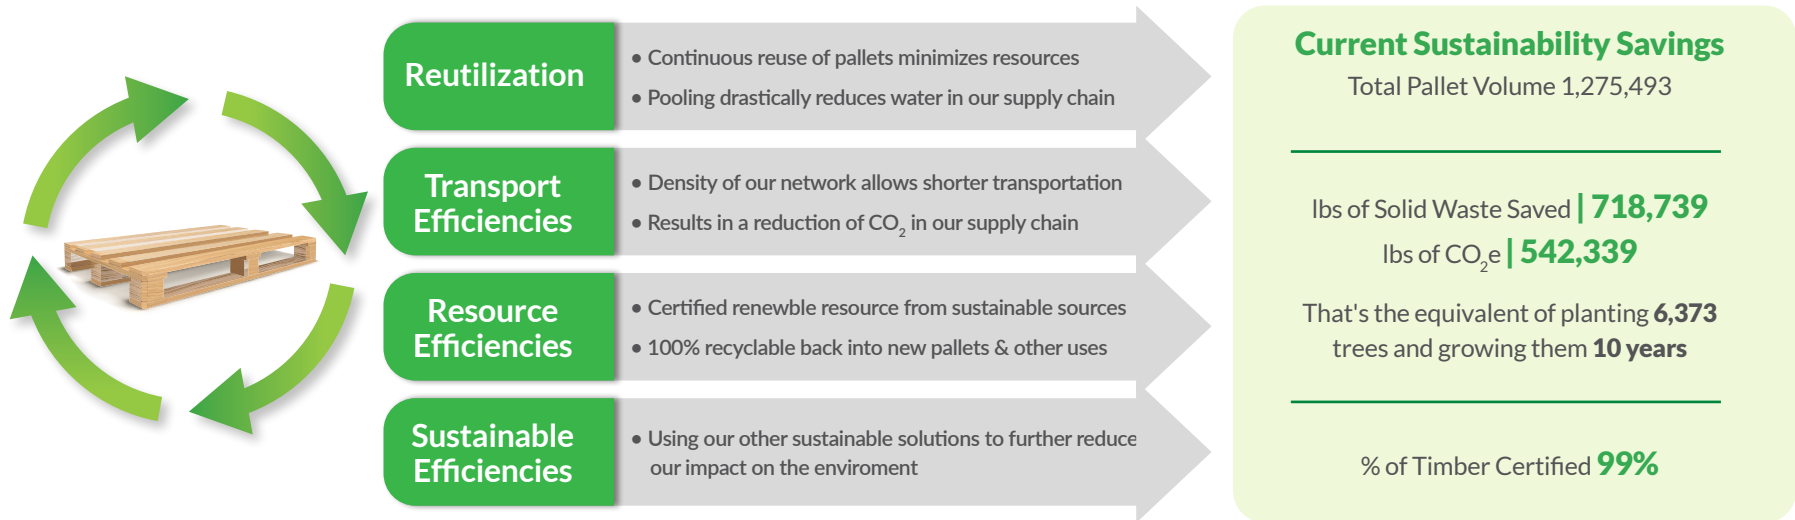 Reutilization
• Continuous reuse of pallets minimizes resources
• Pooling drastically reduces water in our supply chain
Transport
Efficiencies
• Density of our network allows shorter transportation
• Results in a reduction of CO₂ in our supply chain
Resource
Efficiencies
• Certified renewble resource from sustainable sources
• 100% recyclable back into new pallets & other uses
Sustainable
Efficiencies
• Using our other sustainable solutions to further reduce
our impact on the enviroment
Current Sustainability Savings
Total Pallet Volume 1,275,493
lbs of Solid Waste Saved | 718,739
lbs of CO₂e | 542,339
That's the equivalent of planting 6,373
trees and growing them 10 years
% of Timber Certified 99%